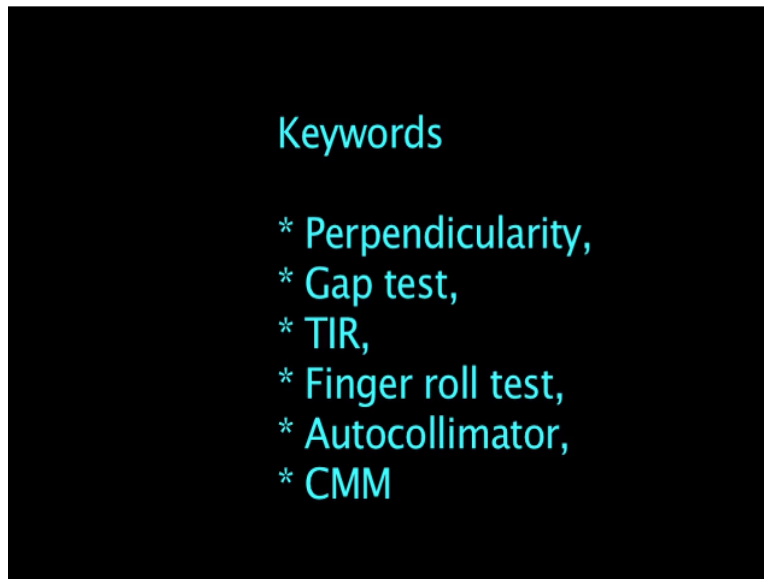 Keywords
* Perpendicularity,
* Gap test,
* TIR,
* Finger roll test,
* Autocollimator,
* CMM